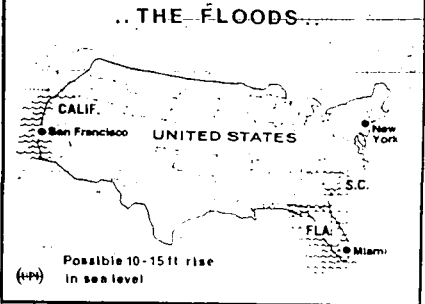 ..THE FLOODS..
CALIF.
San Francisco
UNITED STATES
New
York
S.C.
FLA.
Miami
(UPI) Possible 10-15 ft rise
in sea level